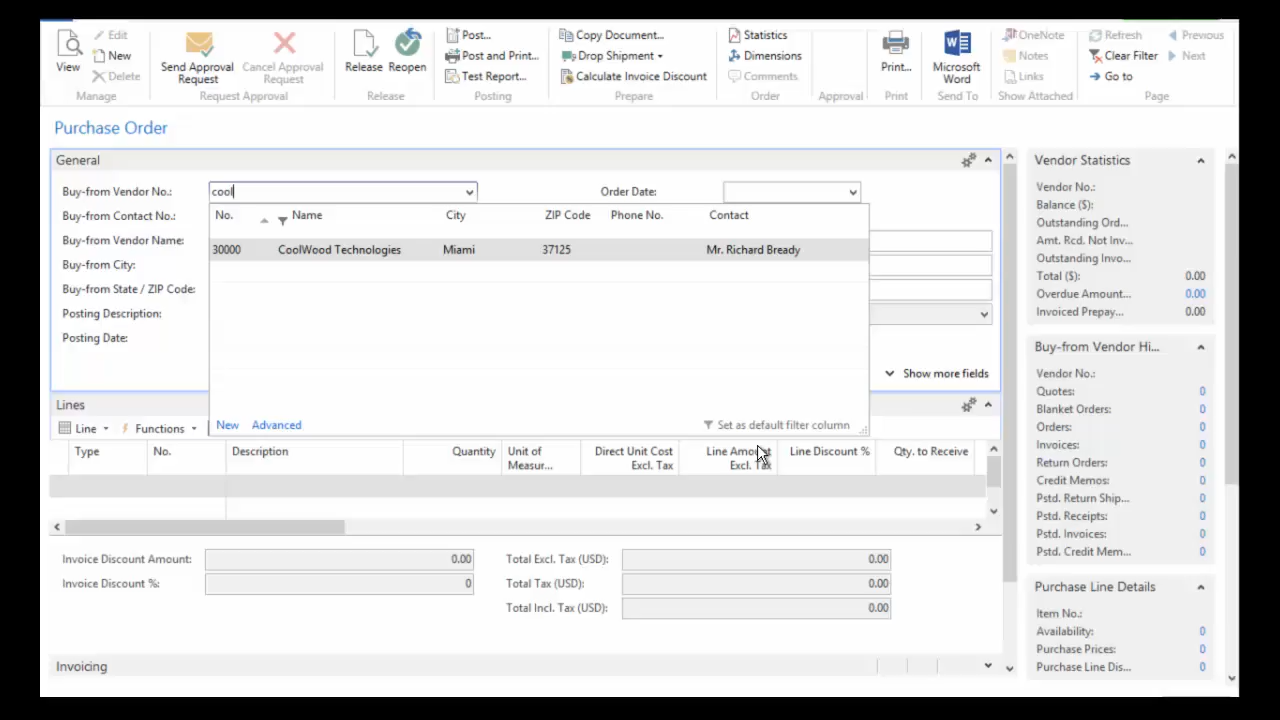 View
Edit
New
Delete
Manage
Send Approval
Request
Cancel Approval
Request
Request Approval
Release
Reopen
Release
Post...
Post and Print...
Test Report...
Posting
Copy Document...
Drop Shipment
Calculate Invoice Discount
Prepare
Statistics
Dimensions
Comments
Order
Approval
Print...
Print
Microsoft
Word
Send To
OneNote
Notes
Links
Show Attached
Refresh
Clear Filter
Go to
Previous
Next
Page
Purchase Order
General
Buy-from Vendor No.: cool
Order Date:
Buy-from Contact No.:
Buy-from Vendor Name:
Buy-from City:
Buy-from State / ZIP Code:
Posting Description:
Posting Date:
No. Name City ZIP Code Phone No. Contact
30000 CoolWood Technologies Miami 37125 Mr. Richard Bready
New Advanced Set as default filter column
Show more fields
Lines
Line Functions
Type No. Description Quantity Unit of Measur... Direct Unit Cost Excl. Tax Line Amount Excl. Tax Line Discount % Qty. to Receive
Invoice Discount Amount: 0.00 Total Excl. Tax (USD): 0.00
Invoice Discount %: 0 Total Tax (USD): 0.00
Total Incl. Tax (USD): 0.00
Invoicing
Vendor Statistics
Vendor No.:
Balance ($):
Outstanding Ord...
Amt. Rcd. Not Inv...
Outstanding Invo...
Total ($): 0.00
Overdue Amount... 0.00
Invoiced Prepay... 0.00
Buy-from Vendor Hi...
Vendor No.:
Quotes: 0
Blanket Orders: 0
Orders: 0
Invoices: 0
Return Orders: 0
Credit Memos: 0
Pstd. Return Ship... 0
Pstd. Receipts: 0
Pstd. Invoices: 0
Pstd. Credit Mem... 0
Purchase Line Details
Item No.:
Availability: 0
Purchase Prices: 0
Purchase Line Dis... 0